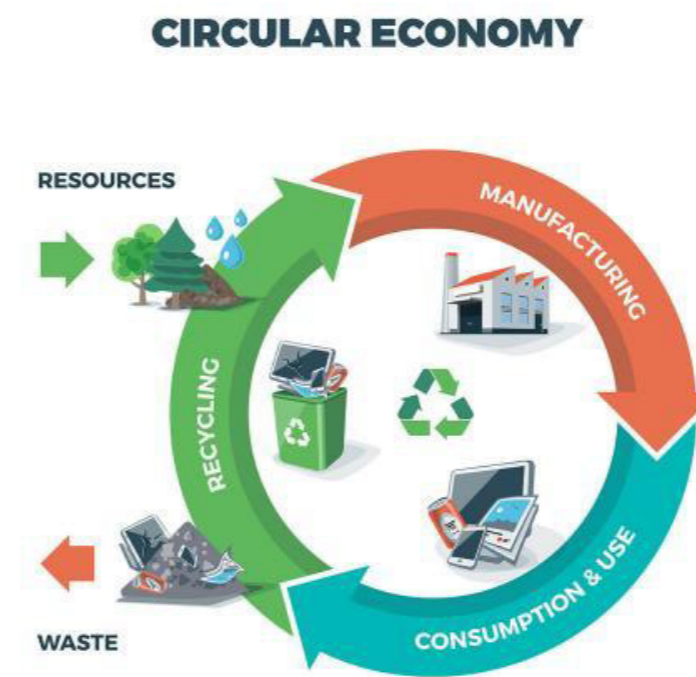 CIRCULAR ECONOMY
RESOURCES
MANUFACTURING
RECYCLING
CONSUMPTION & USE
WASTE